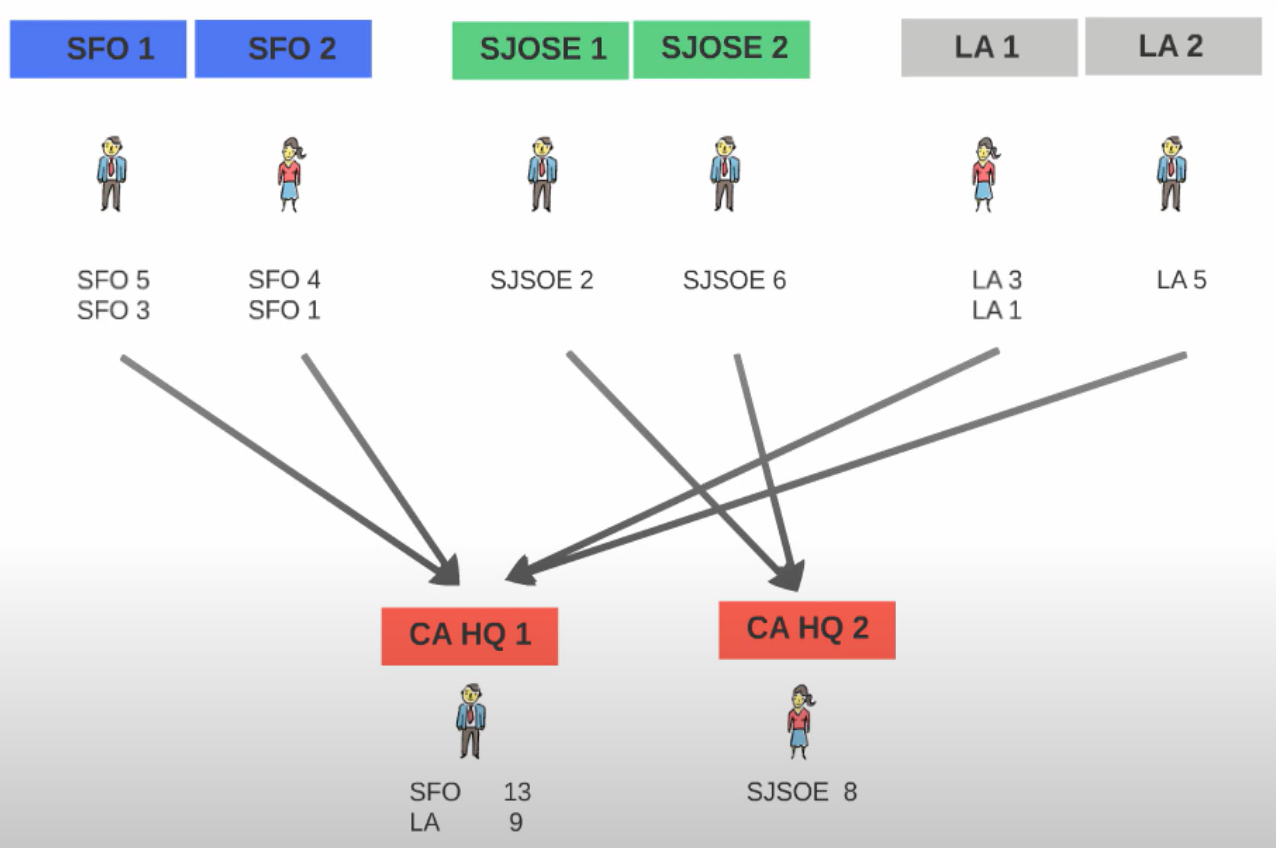 SFO 1 SFO 2 SJOSE 1 SJOSE 2 LA 1 LA 2
SFO 5 SFO 4 SJSOE 2 SJSOE 6 LA 3 LA 5
SFO 3 SFO 1 LA 1
CA HQ 1 CA HQ 2
SFO 13 SJSOE 8
LA 9